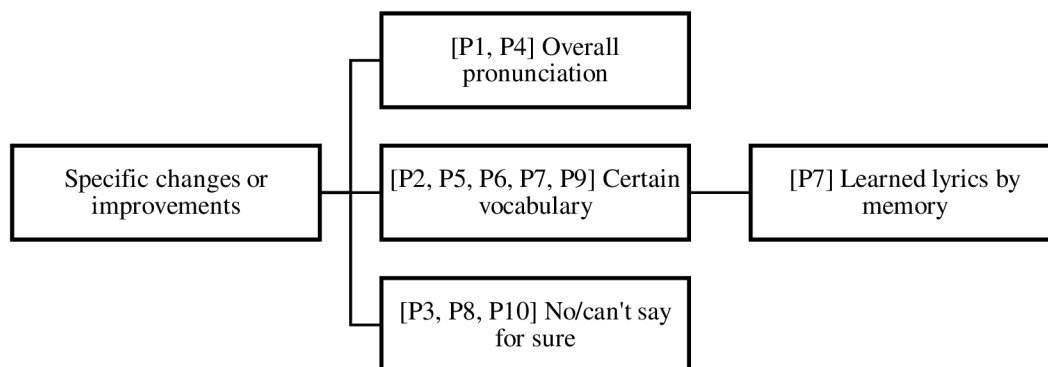 [P1, P4] Overall
pronunciation
Specific changes or
improvements
[P2, P5, P6, P7, P9] Certain
vocabulary
[P7] Learned lyrics by
memory
[P3, P8, P10] No/can't say
for sure